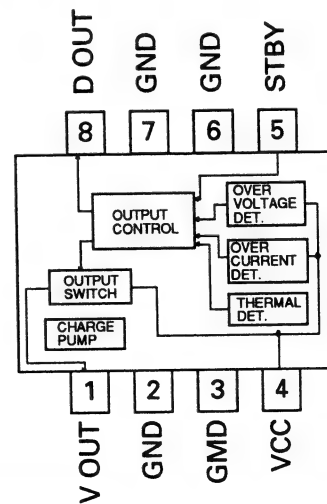 D OUT
GND
GND
STBY
8
7
6
5
OUTPUT
CONTROL
OVER
VOLTAGE
DET.
OVER
CURRENT
DET.
THERMAL
DET.
OUTPUT
SWITCH
CHARGE
PUMP
1
2
3
4
V OUT
GND
GMD
VCC